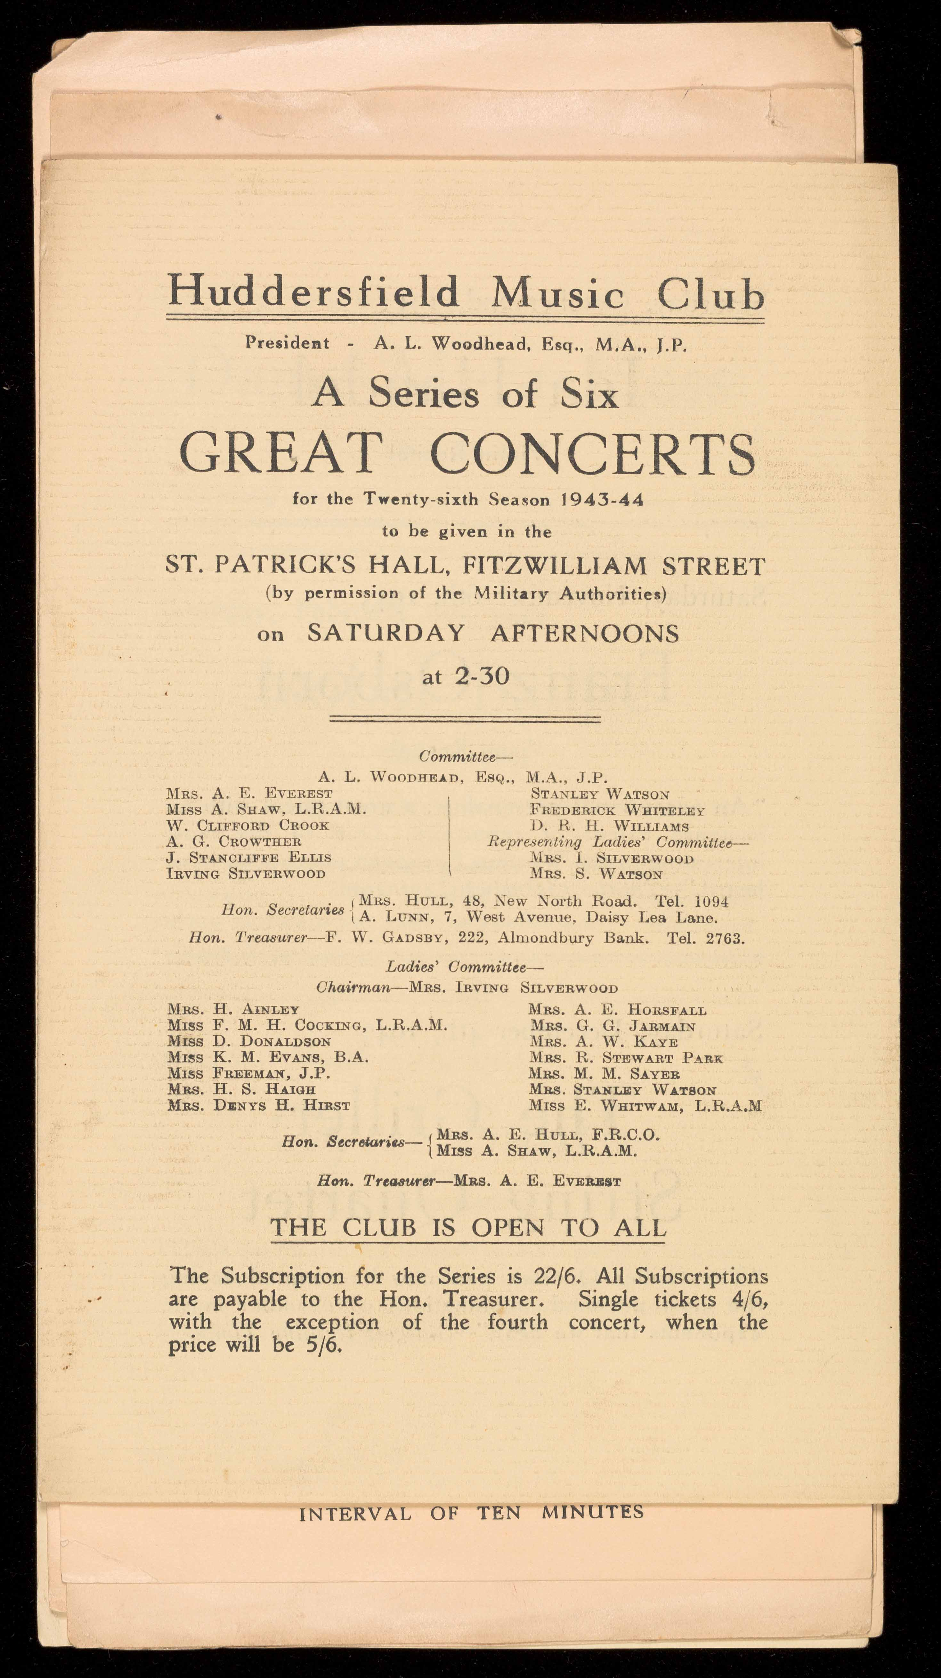 Huddersfield Music Club
President - A. L. Woodhead, Esq., M.A., J.P.
A Series of Six
GREAT CONCERTS
for the Twenty-sixth Season 1943-44
to be given in the
ST. PATRICK'S HALL, FITZWILLIAM STREET
(by permission of the Military Authorities)
on SATURDAY AFTERNOONS
at 2-30
Committee—
A. L. Woodhead, Esq., M.A., J.P.
Mrs. A. E. Everest
Miss A. Shaw, L.R.A.M.
W. Clifford Crook
A. G. Crowther
J. Stancliffe Ellis
Irving Silverwood
Stanley Watson
Frederick Whiteley
D. R. H. Williams
Representing Ladies' Committee—
Mrs. I. Silverwood
Mrs. S. Watson
Hon. Secretaries { Mrs. Hull, 48, New North Road. Tel. 1094
A. Lunn, 7, West Avenue, Daisy Lea Lane.
Hon. Treasurer—F. W. Gadsby, 222, Almondbury Bank. Tel. 2763.
Ladies' Committee—
Chairman—Mrs. Irving Silverwood
Mrs. H. Ainley
Miss F. M. H. Cocking, L.R.A.M.
Miss D. Donaldson
Miss K. M. Evans, B.A.
Miss Freeman, J.P.
Mrs. H. S. Haigh
Mrs. Denys H. Hirst
Mrs. A. E. Horsfall
Mrs. G. G. Jarmain
Mrs. A. W. Kaye
Mrs. R. Stewart Park
Mrs. M. M. Sayer
Mrs. Stanley Watson
Miss E. Whitwam, L.R.A.M
Hon. Secretaries— { Mrs. A. E. Hull, F.R.C.O.
Miss A. Shaw, L.R.A.M.
Hon. Treasurer—Mrs. A. E. Everest
THE CLUB IS OPEN TO ALL
The Subscription for the Series is 22/6. All Subscriptions
are payable to the Hon. Treasurer. Single tickets 4/6,
with the exception of the fourth concert, when the
price will be 5/6.
INTERVAL OF TEN MINUTES